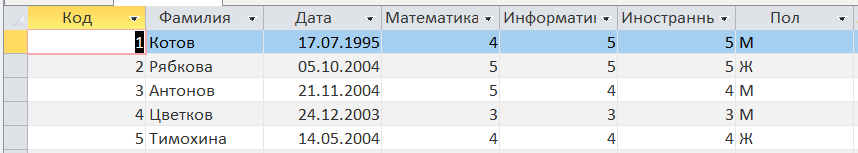 Код Фамилия Дата Математика Информати Иностраннь Пол
1 Котов 17.07.1995 4 5 5 М
2 Рябкова 05.10.2004 5 5 5 Ж
3 Антонов 21.11.2004 5 4 4 М
4 Цветков 24.12.2003 3 3 3 М
5 Тимохина 14.05.2004 4 4 4 Ж